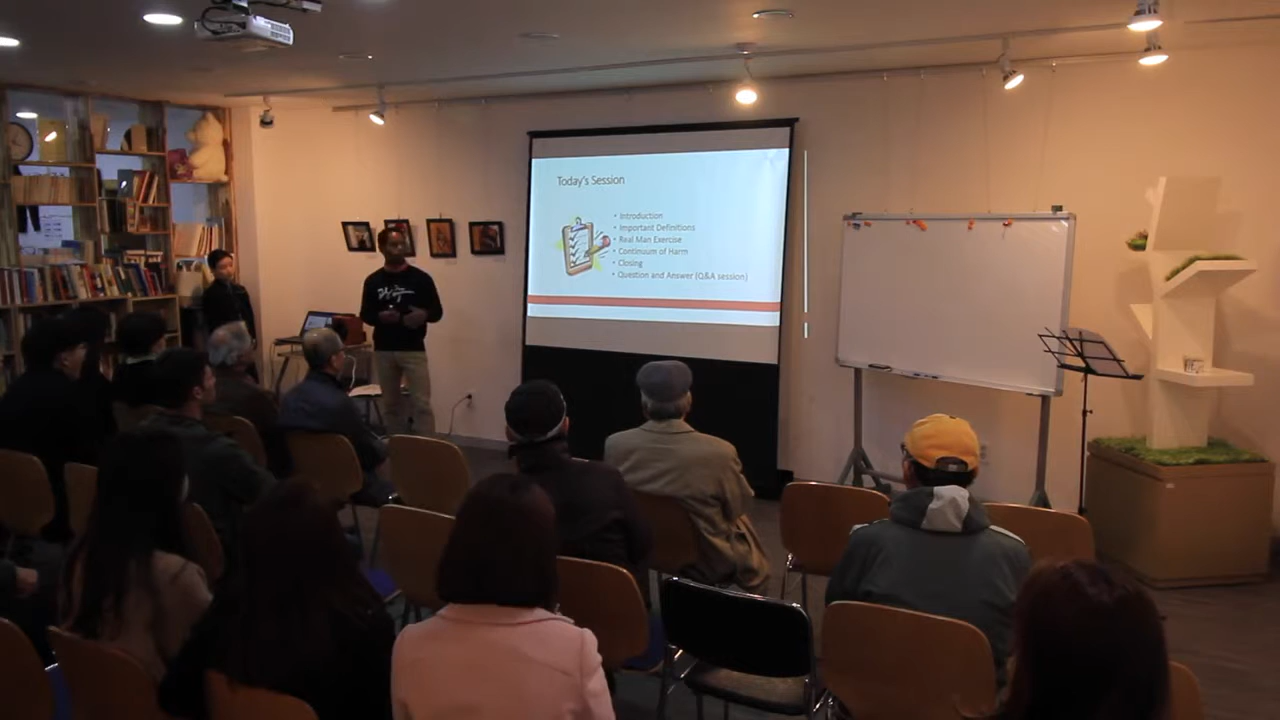 Today's Session
• Introduction
• Important Definitions
• Real Man Exercise
• Continuum of Harm
• Closing
• Question and Answer (Q&A session)